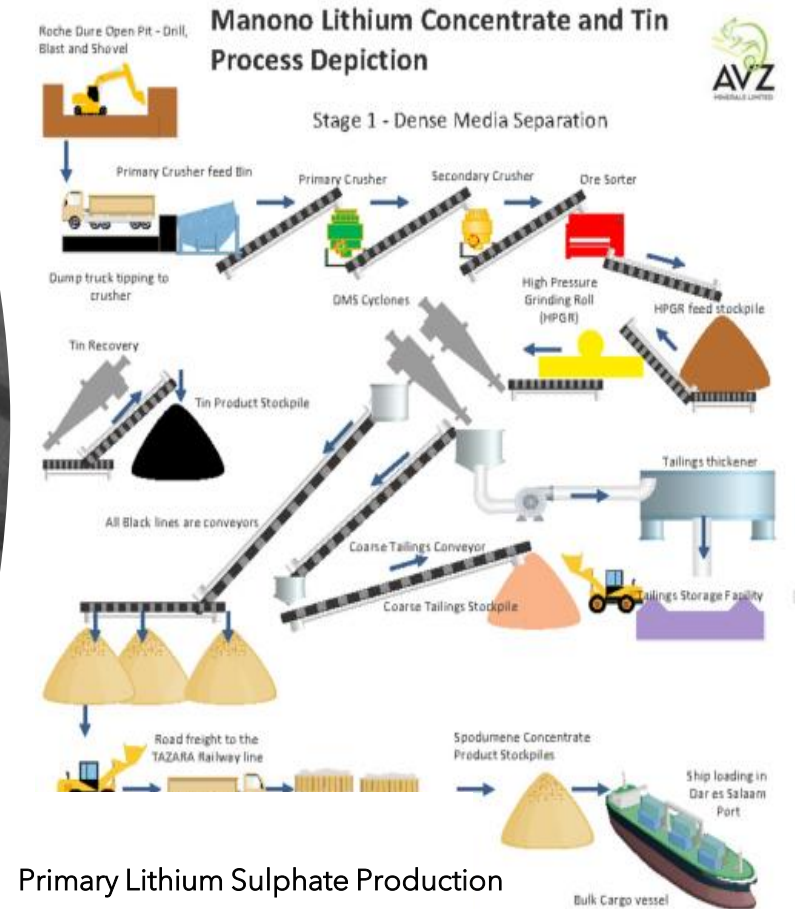 Roche Dure Open Pit - Drill,
Blast and Shovel
Manono Lithium Concentrate and Tin
Process Depiction
AVZ
MINERALS LIMITED
Stage 1 - Dense Media Separation
Primary Crusher feed Bin
Primary Crusher
Secondary Crusher
Ore Sorter
Dump truck tipping to
crusher
DMS Cyclones
High Pressure
Grinding Roll
(HPGR)
HPGR feed stockpile
Tin Recovery
Tin Product Stockpile
Tailings thickener
All Black lines are conveyors
Coarse Tailings Conveyor
Coarse Tailings Stockpile
Tailings Storage Facility
Road freight to the
TAZARA Railway line
Spodumene Concentrate
Product Stockpiles
Ship loading in
Dar es Salaam
Port
Primary Lithium Sulphate Production
Bulk Cargo vessel